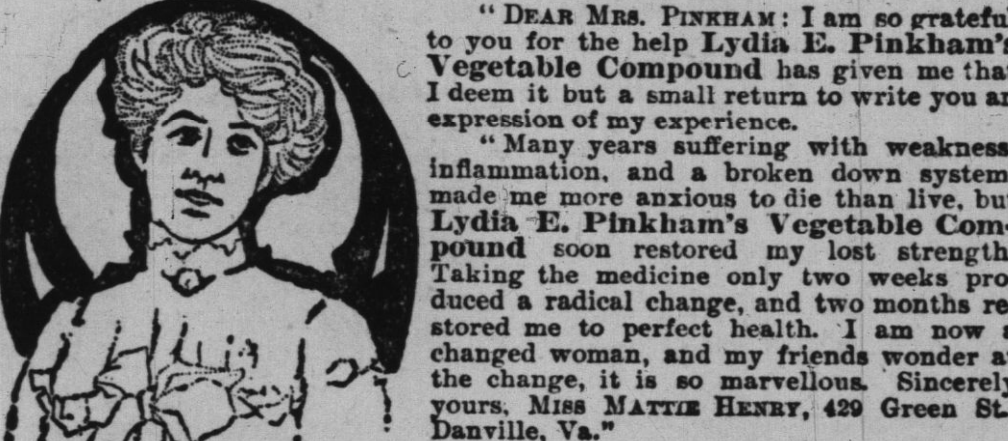 “ DEAR MRS. PINKHAM : I am so gratefu
to you for the help Lydia E. Pinkham’s
Vegetable Compound has given me tha
I deem it but a small return to write you an
expression of my experience.
“ Many years suffering with weakness
inflammation, and a broken down system
made me more anxious to die than live, bu
Lydia E. Pinkham’s Vegetable Com-
pound soon restored my lost strength
Taking the medicine only two weeks pro
duced a radical change, and two months re
stored me to perfect health. I am now
changed woman, and my friends wonder a
the change, it is so marvellous. Sincerel
yours, MISS MATTIE HENRY, 429 Green St.
Danville, Va.”